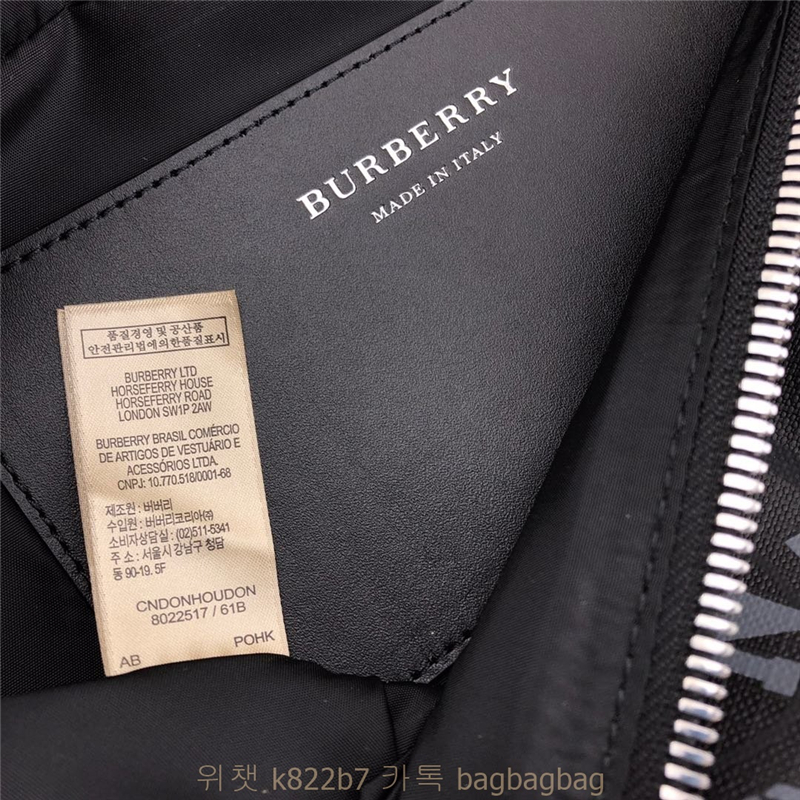 BURBERRY
MADE IN ITALY
품질경영 및 공산품
안전관리법에의한품질표시
BURBERRY LTD
HORSEFERRY HOUSE
HORSEFERRY ROAD
LONDON SW1P 2AW
BURBERRY BRASIL COMÉRCIO
DE ARTIGOS DE VESTUÁRIO E
ACESSÓRIOS LTDA.
CNPJ: 10.770.518/0001-68
제조원 : 버버리
수입원 : 버버리코리아㈜
소비자상담실 : (02)511-5341
주 소 : 서울시 강남구 청담
동 90-19. 5F
CNDONHOUDON
8022517 / 61B
POHK
AB
위챗 k822b7 카톡 bagbagbag